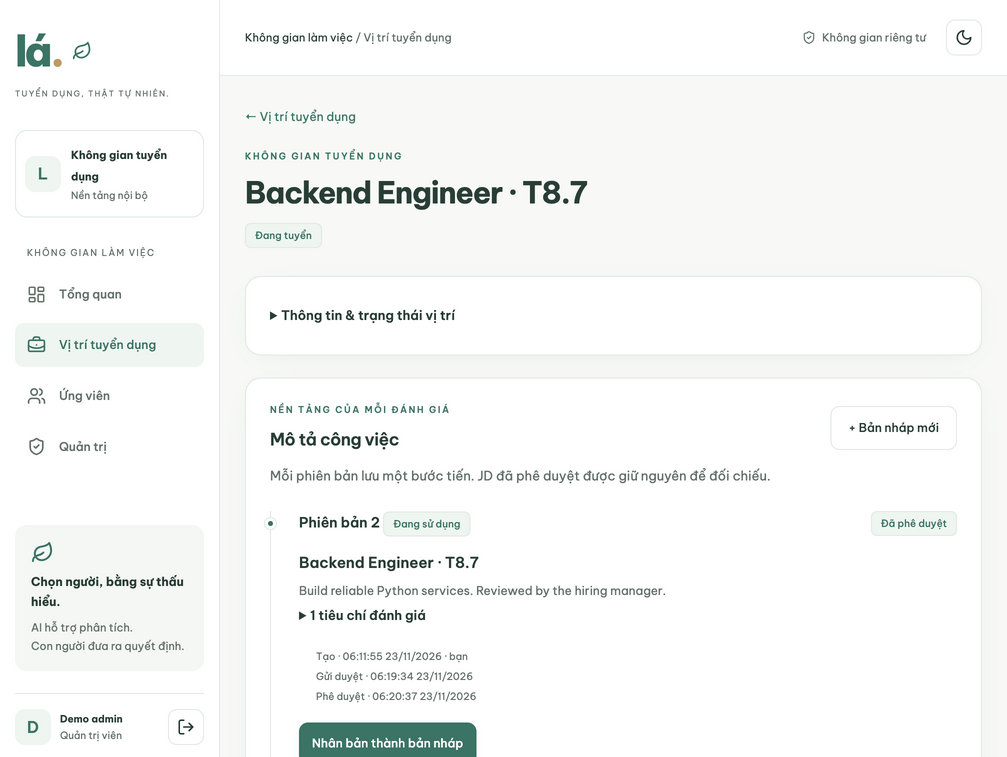 lá.
TUYỂN DỤNG, THẬT TỰ NHIÊN.
L
Không gian tuyển
dụng
Nền tảng nội bộ
KHÔNG GIAN LÀM VIỆC
Tổng quan
Vị trí tuyển dụng
Ứng viên
Quản trị
Chọn người, bằng sự thấu
hiểu.
AI hỗ trợ phân tích.
Con người đưa ra quyết định.
D
Demo admin
Quản trị viên
Không gian làm việc / Vị trí tuyển dụng
Không gian riêng tư
← Vị trí tuyển dụng
KHÔNG GIAN TUYỂN DỤNG
Backend Engineer · T8.7
Đang tuyển
▶ Thông tin & trạng thái vị trí
NỀN TẢNG CỦA MỖI ĐÁNH GIÁ
Mô tả công việc
+ Bản nháp mới
Mỗi phiên bản lưu một bước tiến. JD đã phê duyệt được giữ nguyên để đối chiếu.
Phiên bản 2 Đang sử dụng
Đã phê duyệt
Backend Engineer · T8.7
Build reliable Python services. Reviewed by the hiring manager.
▶ 1 tiêu chí đánh giá
Tạo · 06:11:55 23/11/2026 · bạn
Gửi duyệt · 06:19:34 23/11/2026
Phê duyệt · 06:20:37 23/11/2026
Nhân bản thành bản nháp